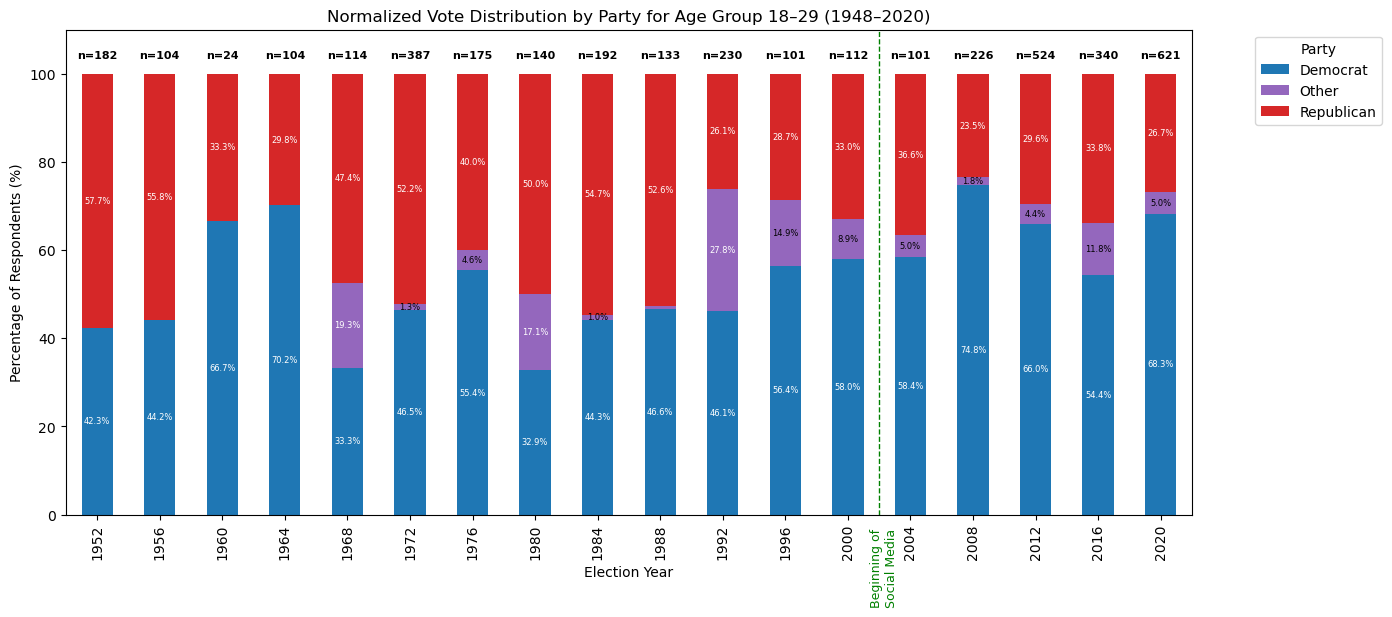 Normalized Vote Distribution by Party for Age Group 18–29 (1948–2020)
n=182 n=104 n=24 n=104 n=114 n=387 n=175 n=140 n=192 n=133 n=230 n=101 n=112 n=101 n=226 n=524 n=340 n=621
Party
Democrat
Other
Republican
Percentage of Respondents (%)
100
80
60
40
20
0
57.7% 55.8% 33.3% 29.8% 47.4% 52.2% 40.0% 50.0% 54.7% 52.6% 26.1% 28.7% 33.0% 36.6% 23.5% 29.6% 33.8% 26.7%
19.3% 1.3% 4.6% 17.1% 1.0% 27.8% 14.9% 8.9% 5.0% 1.8% 4.4% 11.8% 5.0%
42.3% 44.2% 66.7% 70.2% 33.3% 46.5% 55.4% 32.9% 44.3% 46.6% 46.1% 56.4% 58.0% 58.4% 74.8% 66.0% 54.4% 68.3%
1952 1956 1960 1964 1968 1972 1976 1980 1984 1988 1992 1996 2000 2004 2008 2012 2016 2020
Beginning of
Social Media
Election Year